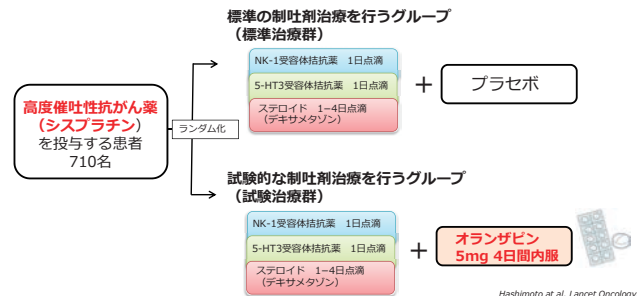 標準の制吐剤治療を行うグループ
（標準治療群）
NK-1受容体拮抗薬　1日点滴
5-HT3受容体拮抗薬　1日点滴
ステロイド　1−4日点滴
（デキサメタゾン）
＋
プラセボ
高度催吐性抗がん薬
（シスプラチン）
を投与する患者
710名
ランダム化
試験的な制吐剤治療を行うグループ
（試験治療群）
NK-1受容体拮抗薬　1日点滴
5-HT3受容体拮抗薬　1日点滴
ステロイド　1−4日点滴
（デキサメタゾン）
＋
オランザピン
5mg 4日間内服
Hashimoto at al. Lancet Oncology